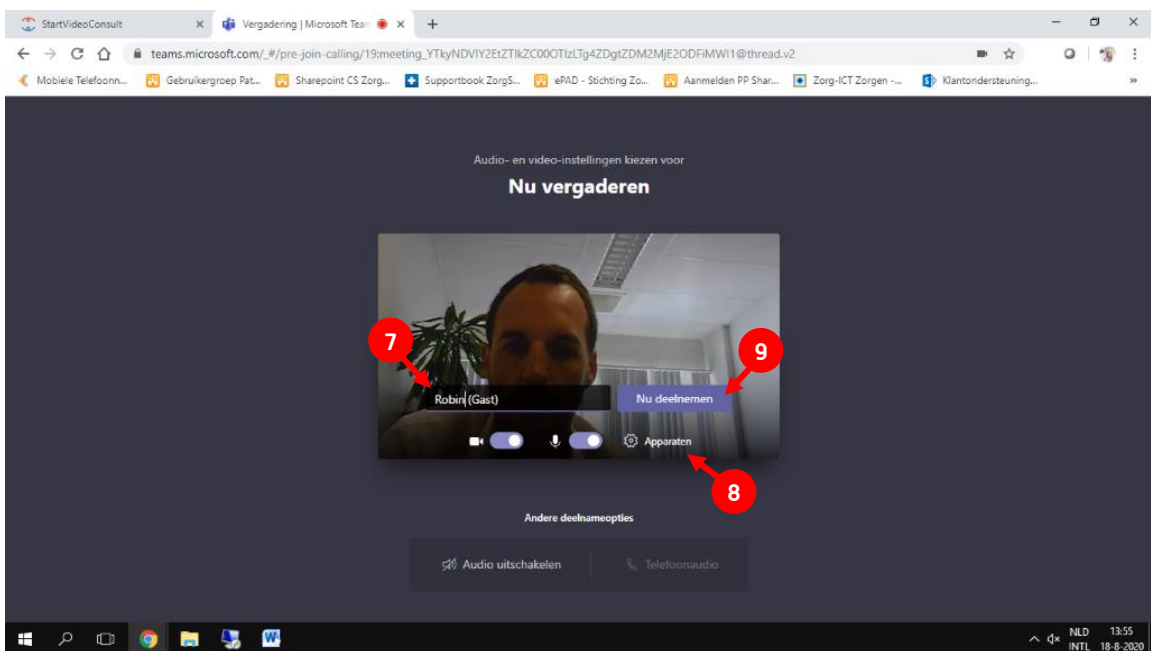 StartVideoConsult
Vergadering | Microsoft Tear
teams.microsoft.com/_#/pre-join-calling/19:meeting_YTkyNDVIY2EtZTIkZC00OTIzLTg4ZDgtZDM2MjE2ODFiMWI1@thread.v2
Mobiele Telefoonn... Gebruikergroep Pat... Sharepoint CS Zorg... Supportbook ZorgS... ePAD - Stichting Zo... Aanmelden PP Shar... Zorg-ICT Zorgen -... Klantondersteuning...
Audio- en video-instellingen kiezen voor
Nu vergaderen
7
9
Robin (Gast) Nu deelnemen
Apparaten
8
Andere deelnameopties
Audio uitschakelen Telefoonaudio
NLD 13:55
INTL 18-8-2020